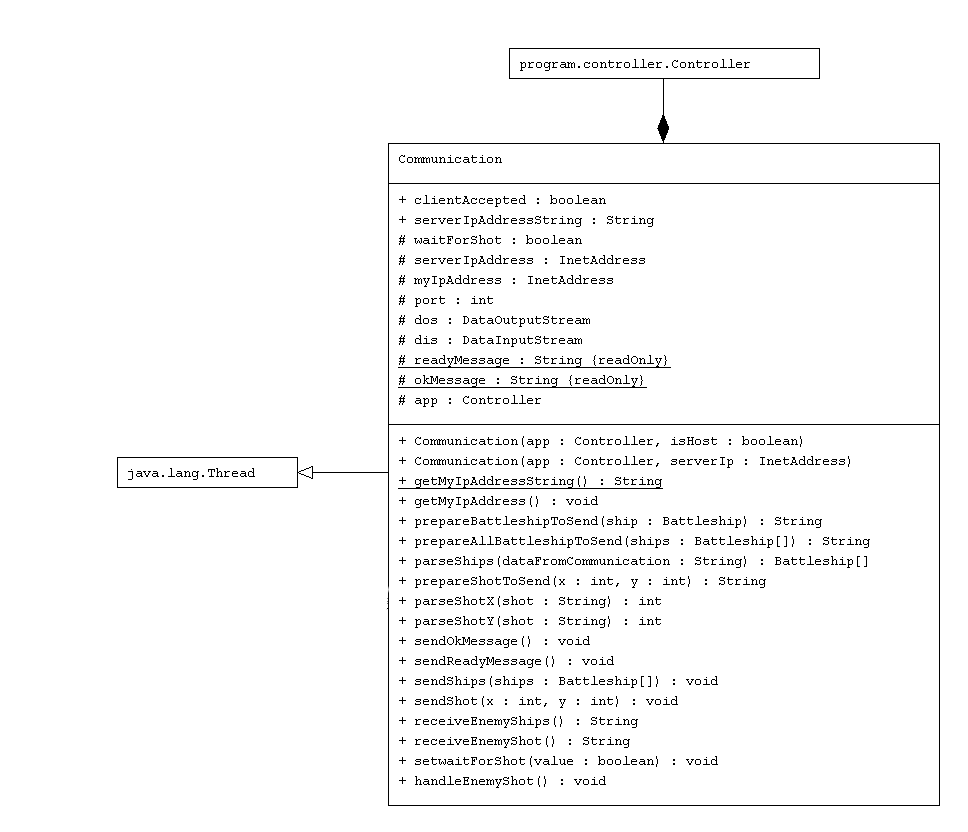 program.controller.Controller
Communication
+ clientAccepted : boolean
+ serverIpAddressString : String
# waitForShot : boolean
# serverIpAddress : InetAddress
# myIpAddress : InetAddress
# port : int
# dos : DataOutputStream
# dis : DataInputStream
# readyMessage : String {readOnly}
# okMessage : String {readOnly}
# app : Controller
+ Communication(app : Controller, isHost : boolean)
+ Communication(app : Controller, serverIp : InetAddress)
java.lang.Thread
+ getMyIpAddressString() : String
+ getMyIpAddress() : void
+ prepareBattleshipToSend(ship : Battleship) : String
+ prepareAllBattleshipToSend(ships : Battleship[]) : String
+ parseShips(dataFromCommunication : String) : Battleship[]
+ prepareShotToSend(x : int, y : int) : String
+ parseShotX(shot : String) : int
+ parseShotY(shot : String) : int
+ sendOkMessage() : void
+ sendReadyMessage() : void
+ sendShips(ships : Battleship[]) : void
+ sendShot(x : int, y : int) : void
+ receiveEnemyShips() : String
+ receiveEnemyShot() : String
+ setwaitForShot(value : boolean) : void
+ handleEnemyShot() : void